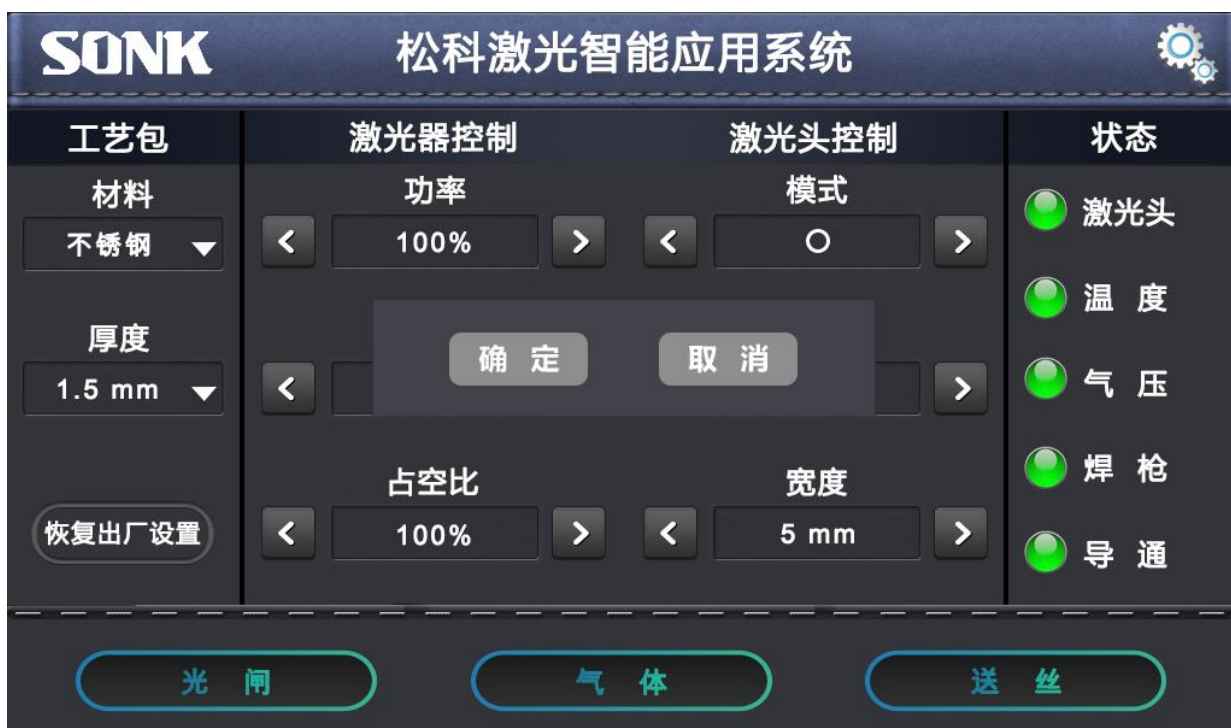 SONK
松科激光智能应用系统
工艺包
激光器控制
激光头控制
状态
材料
不锈钢
厚度
1.5 mm
恢复出厂设置
功率
100%
占空比
100%
模式
宽度
5 mm
确 定
取 消
激光头
温 度
气 压
焊 枪
导 通
光 闸
气 体
送 丝